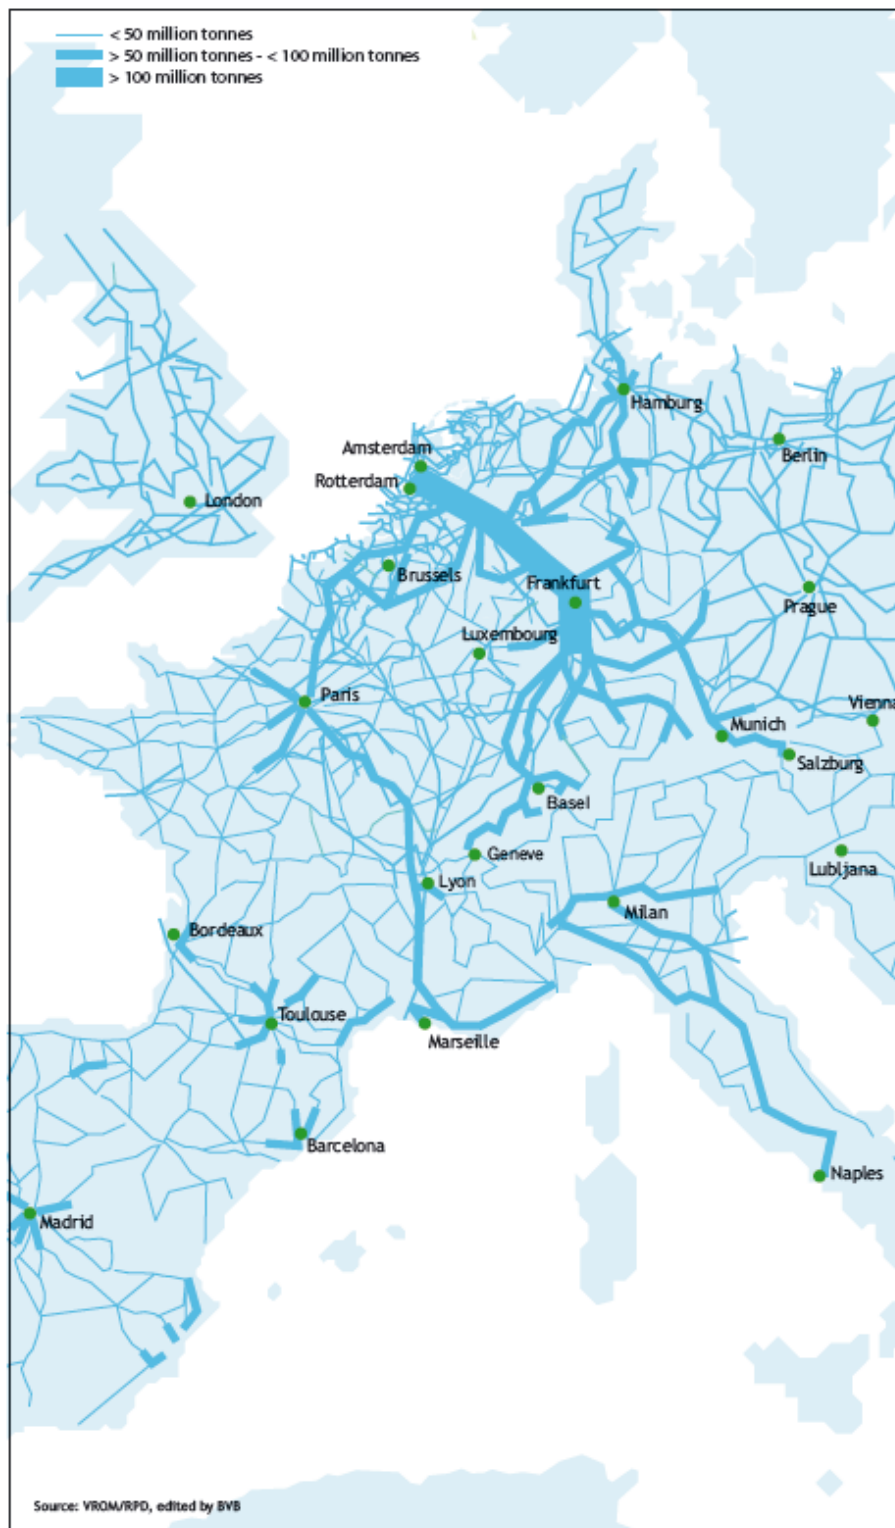 < 50 million tonnes
> 50 million tonnes - < 100 million tonnes
> 100 million tonnes
Hamburg
Amsterdam
Berlin
Rotterdam
London
Brussels
Frankfurt
Prague
Luxembourg
Paris
Vienna
Munich
Salzburg
Basel
Geneve
Lubljana
Lyon
Milan
Bordeaux
Toulouse
Marseille
Barcelona
Naples
Madrid
Source: VROM/RPD, edited by BVB